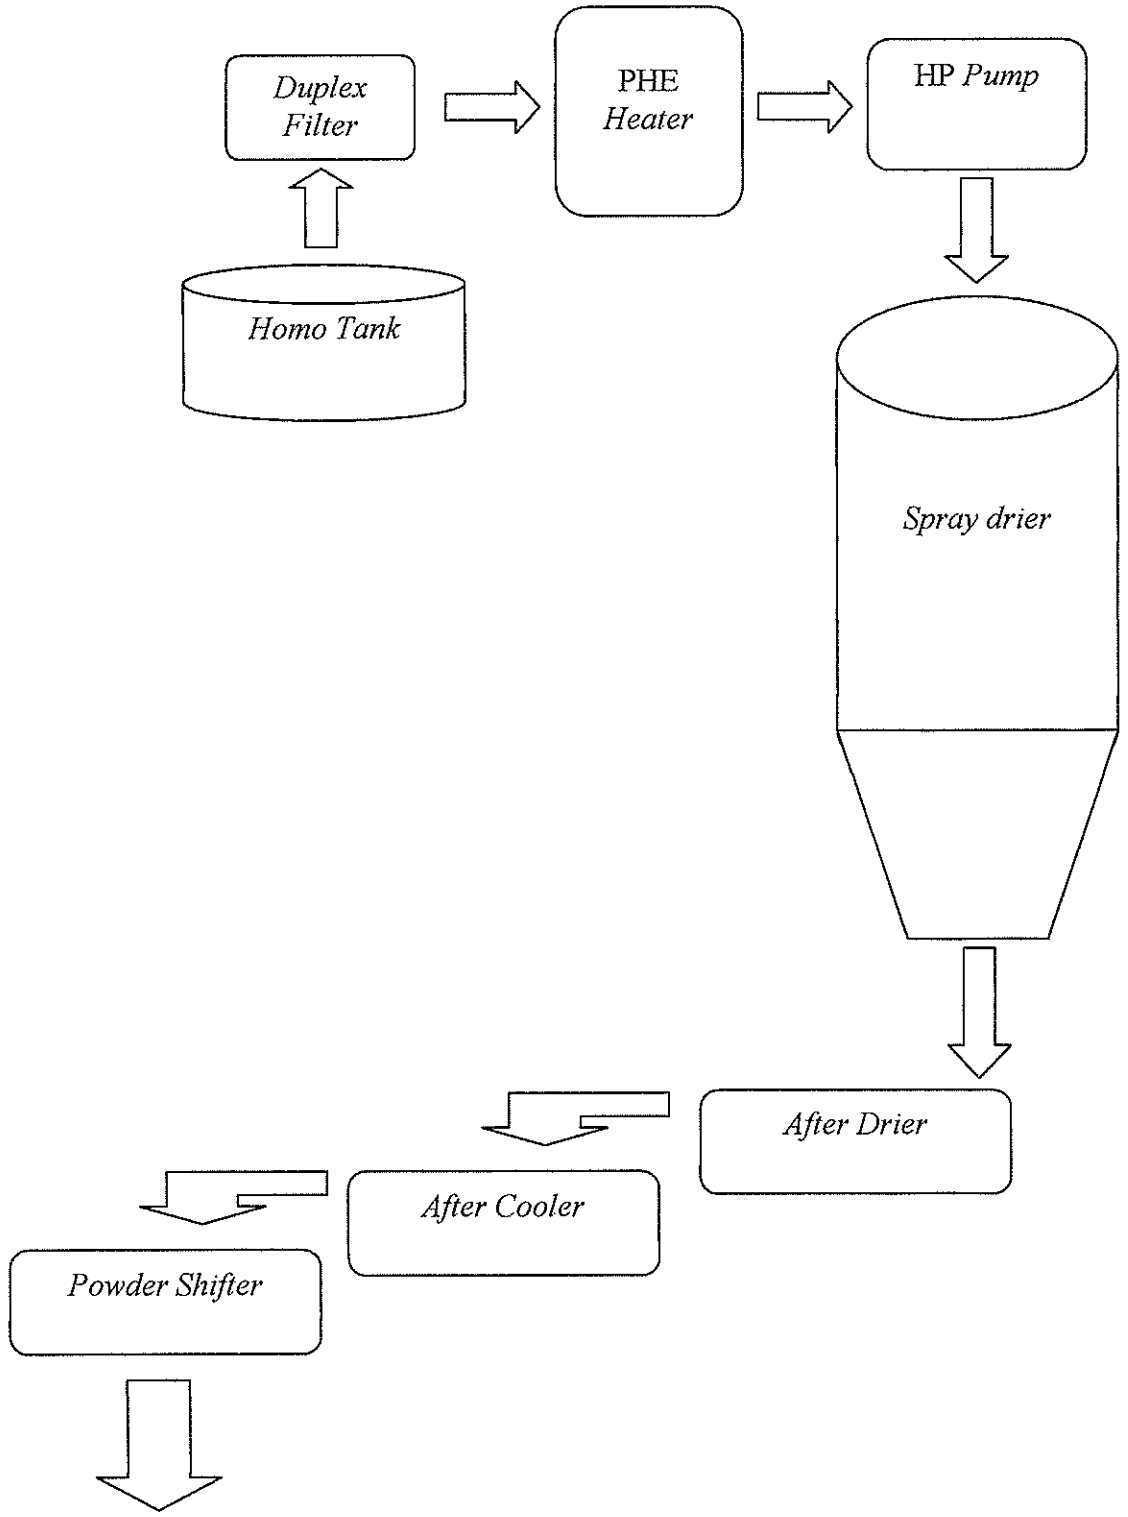 Duplex
Filter
PHE
Heater
HP Pump
Homo Tank
Spray drier
After Drier
After Cooler
Powder Shifter